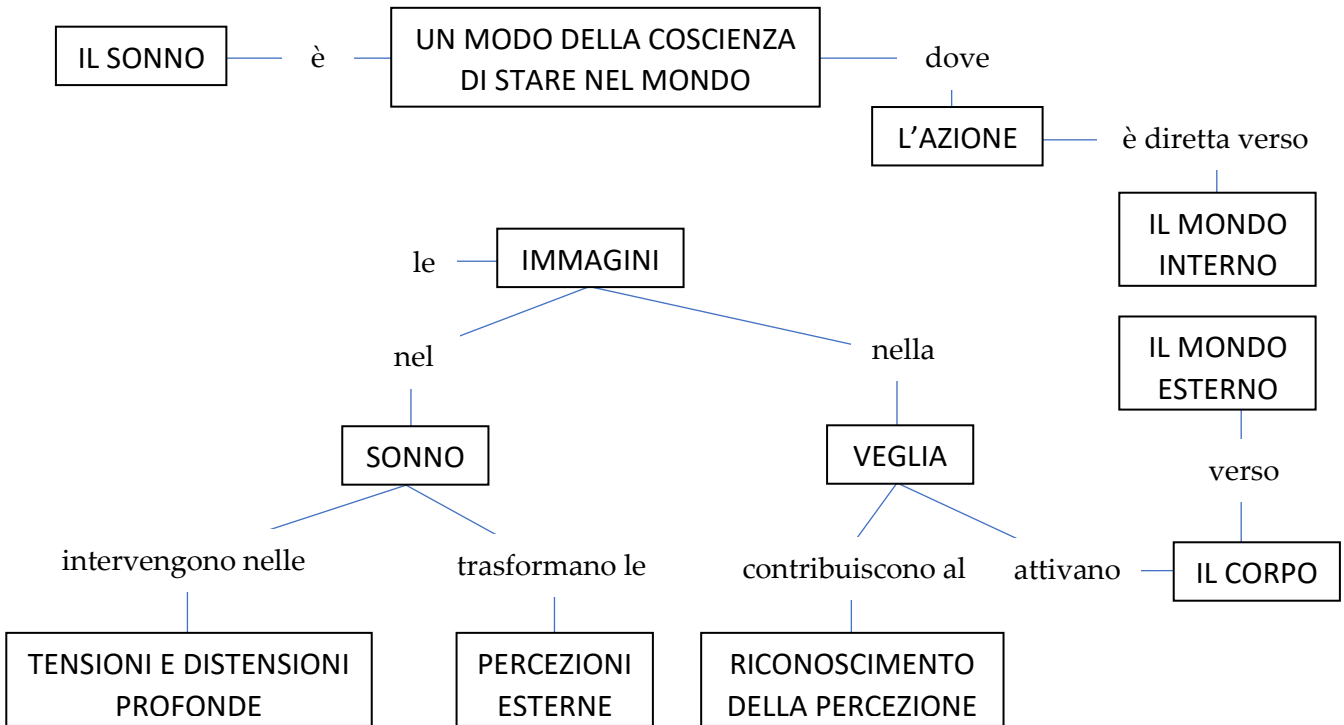 IL SONNO
è
UN MODO DELLA COSCIENZA
DI STARE NEL MONDO
dove
L’AZIONE
è diretta verso
IL MONDO
INTERNO
le
IMMAGINI
nel
nella
IL MONDO
ESTERNO
SONNO
VEGLIA
verso
intervengono nelle
trasformano le
contribuiscono al
attivano
IL CORPO
TENSIONI E DISTENSIONI
PROFONDE
PERCEZIONI
ESTERNE
RICONOSCIMENTO
DELLA PERCEZIONE